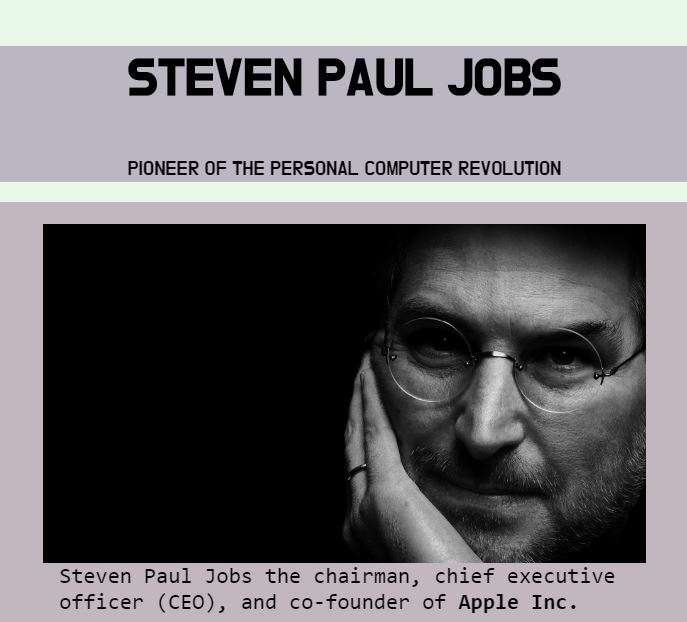 STEVEN PAUL JOBS
PIONEER OF THE PERSONAL COMPUTER REVOLUTION
Steven Paul Jobs the chairman, chief executive
officer (CEO), and co-founder of Apple Inc.